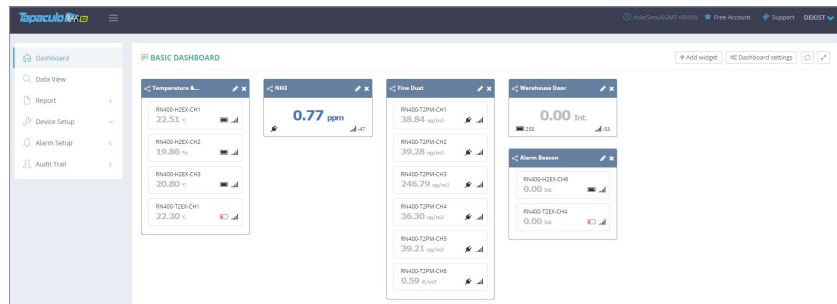 Tapaculo
Asia/Seoul(GMT+09:00)
Free Account
Support
DEKIST
Dashboard
Data View
Report
Device Setup
Alarm Setup
Audit Trail
BASIC DASHBOARD
+ Add widget
Dashboard settings
Temperature &...
RN400-H2EX-CH1
22.51 ℃
RN400-H2EX-CH2
19.86 %
RN400-H2EX-CH3
20.80 ℃
RN400-T2EX-CH1
22.30 ℃
NH3
0.77 ppm
-47
Fine Dust
RN400-T2PM-CH1
38.84 ug/m3
RN400-T2PM-CH2
39.28 ug/m3
RN400-T2PM-CH3
246.79 ug/m3
RN400-T2PM-CH4
36.30 ug/m3
RN400-T2PM-CH5
39.21 ug/m3
RN400-T2PM-CH6
0.59
Warehouse Door
0.00 Int.
255
-53
Alarm Beacon
RN400-H2EX-CH6
0.00 Int.
RN400-T2EX-CH4
0.00 Int.